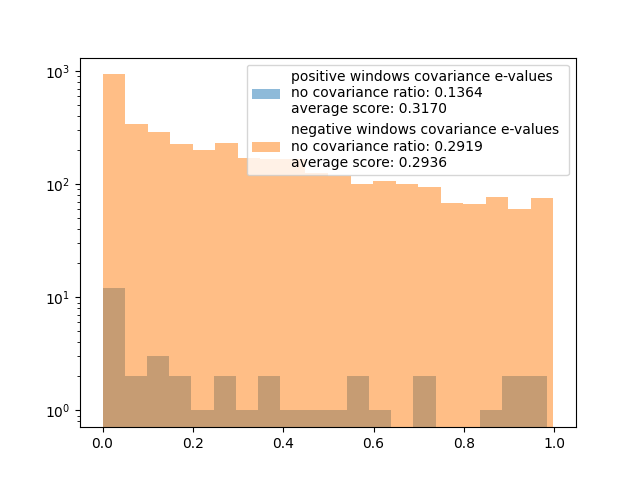 positive windows covariance e-values
no covariance ratio: 0.1364
average score: 0.3170
negative windows covariance e-values
no covariance ratio: 0.2919
average score: 0.2936
10³
10²
10¹
10⁰
0.0 0.2 0.4 0.6 0.8 1.0